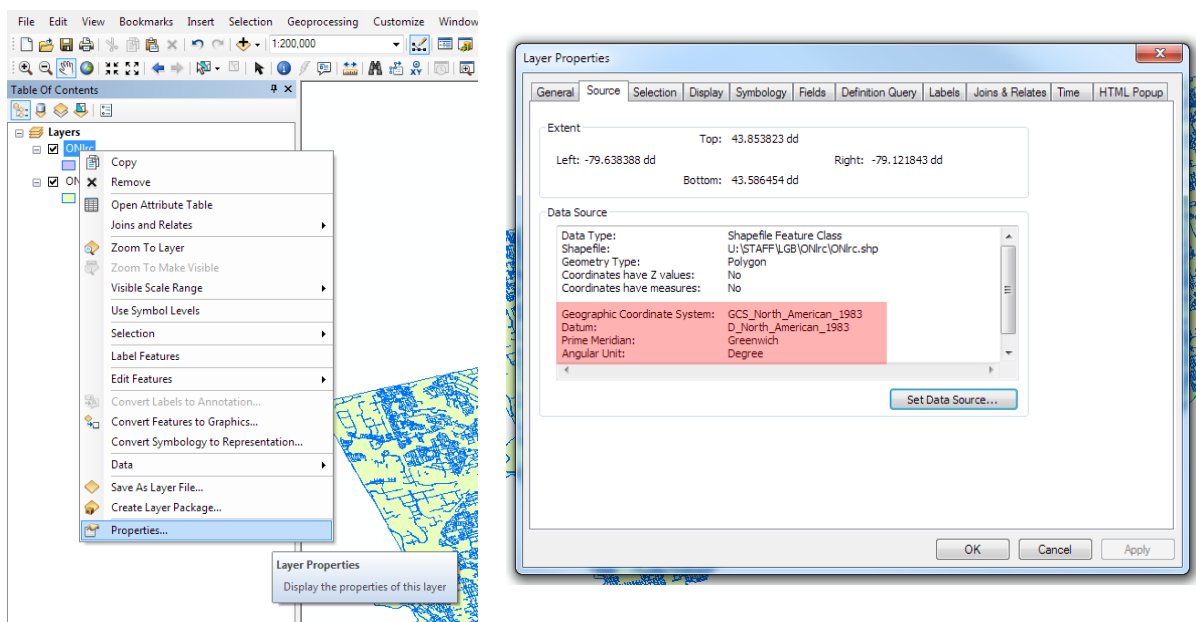 File Edit View Bookmarks Insert Selection Geoprocessing Customize Window
1:200,000
Table Of Contents
Layers
ONlrc
Copy
ON
Remove
Open Attribute Table
Joins and Relates
Zoom To Layer
Zoom To Make Visible
Visible Scale Range
Use Symbol Levels
Selection
Label Features
Edit Features
Convert Labels to Annotation...
Convert Features to Graphics...
Convert Symbology to Representation...
Data
Save As Layer File...
Create Layer Package...
Properties...
Layer Properties
Display the properties of this layer
Layer Properties
General Source Selection Display Symbology Fields Definition Query Labels Joins & Relates Time HTML Popup
Extent
Top: 43.853823 dd
Left: -79.638388 dd Right: -79.121843 dd
Bottom: 43.586454 dd
Data Source
Data Type: Shapefile Feature Class
Shapefile: U:\STAFF\LGB\ONlrc\ONlrc.shp
Geometry Type: Polygon
Coordinates have Z values: No
Coordinates have measures: No
Geographic Coordinate System: GCS_North_American_1983
Datum: D_North_American_1983
Prime Meridian: Greenwich
Angular Unit: Degree
Set Data Source...
OK Cancel Apply